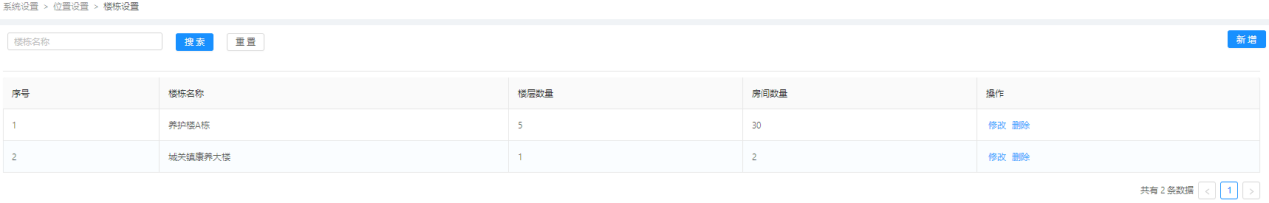 系统设置 > 位置设置 > 楼栋设置
楼栋名称 搜索 重置 新增
序号 楼栋名称 楼层数量 房间数量 操作
1 养护楼A栋 5 30 修改 删除
2 城关镇康养大楼 1 2 修改 删除
共有 2 条数据 < 1 >